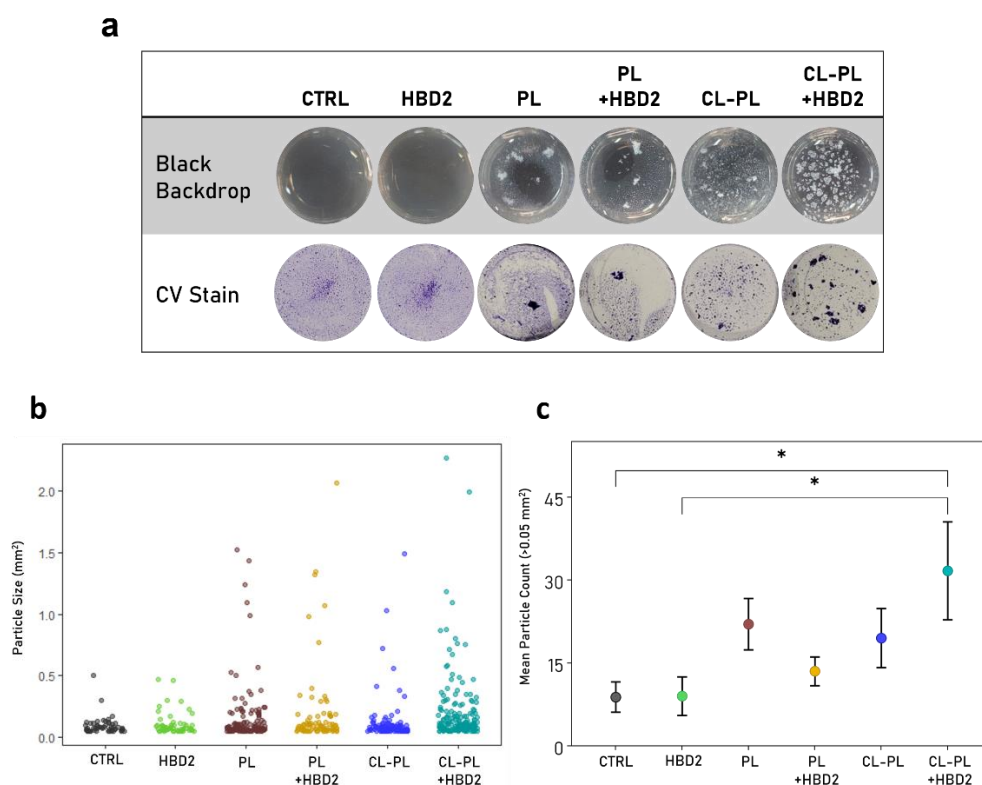 a
CTRL HBD2 PL PL +HBD2 CL-PL CL-PL +HBD2
Black Backdrop
CV Stain
b
Particle Size (mm²)
2.0
1.5
1.0
0.5
0.0
CTRL HBD2 PL PL +HBD2 CL-PL CL-PL +HBD2
c
Mean Particle Count (>0.05 mm²)
45
30
15
0
*
*
CTRL HBD2 PL PL +HBD2 CL-PL CL-PL +HBD2